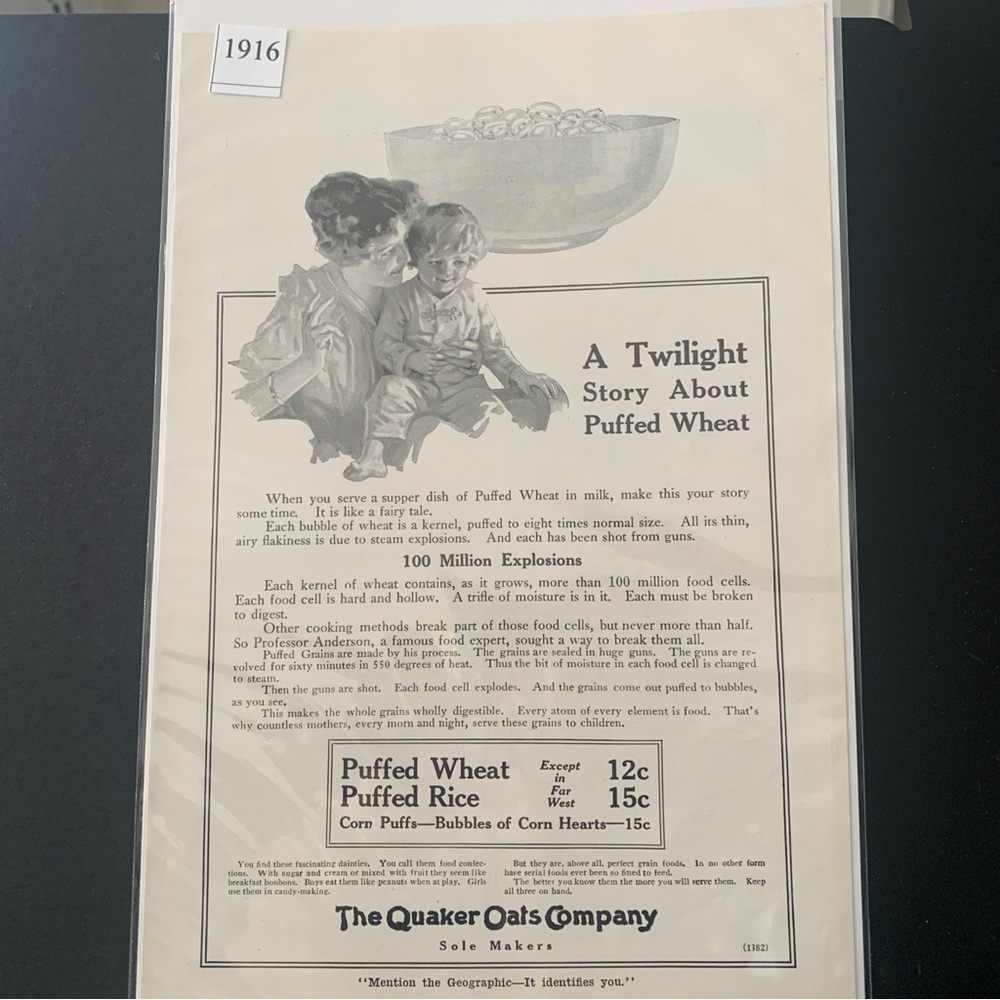 1916
A Twilight
Story About
Puffed Wheat
When you serve a supper dish of Puffed Wheat in milk, make this your story
some time. It is like a fairy tale.
Each bubble of wheat is a kernel, puffed to eight times normal size. All its thin,
airy flakiness is due to steam explosions. And each has been shot from guns.
100 Million Explosions
Each kernel of wheat contains, as it grows, more than 100 million food cells.
Each food cell is hard and hollow. A trifle of moisture is in it. Each must be broken
to digest.
Other cooking methods break part of those food cells, but never more than half.
So Professor Anderson, a famous food expert, sought a way to break them all.
Puffed Grains are made by his process. The grains are sealed in huge guns. The guns are re-
volved for sixty minutes in 550 degrees of heat. Thus the bit of moisture in each food cell is changed
to steam.
Then the guns are shot. Each food cell explodes. And the grains come out puffed to bubbles,
as you see.
This makes the whole grains wholly digestible. Every atom of every element is food. That's
why countless mothers, every morn and night, serve these grains to children.
Puffed Wheat Except 12c
in
Puffed Rice Far 15c
West
Corn Puffs—Bubbles of Corn Hearts—15c
You find these fascinating dainties. You call them food confec-
tions. With sugar and cream or mixed with fruit they seem like
breakfast bonbons. Boys eat them like peanuts when at play. Girls
use them in candy-making.
But they are, above all, perfect grain foods. In no other form
have serial foods ever been so fitted to feed.
The better you know them the more you will serve them. Keep
all three on hand.
The Quaker Oats Company
Sole Makers
(1382)
"Mention the Geographic—It identifies you."